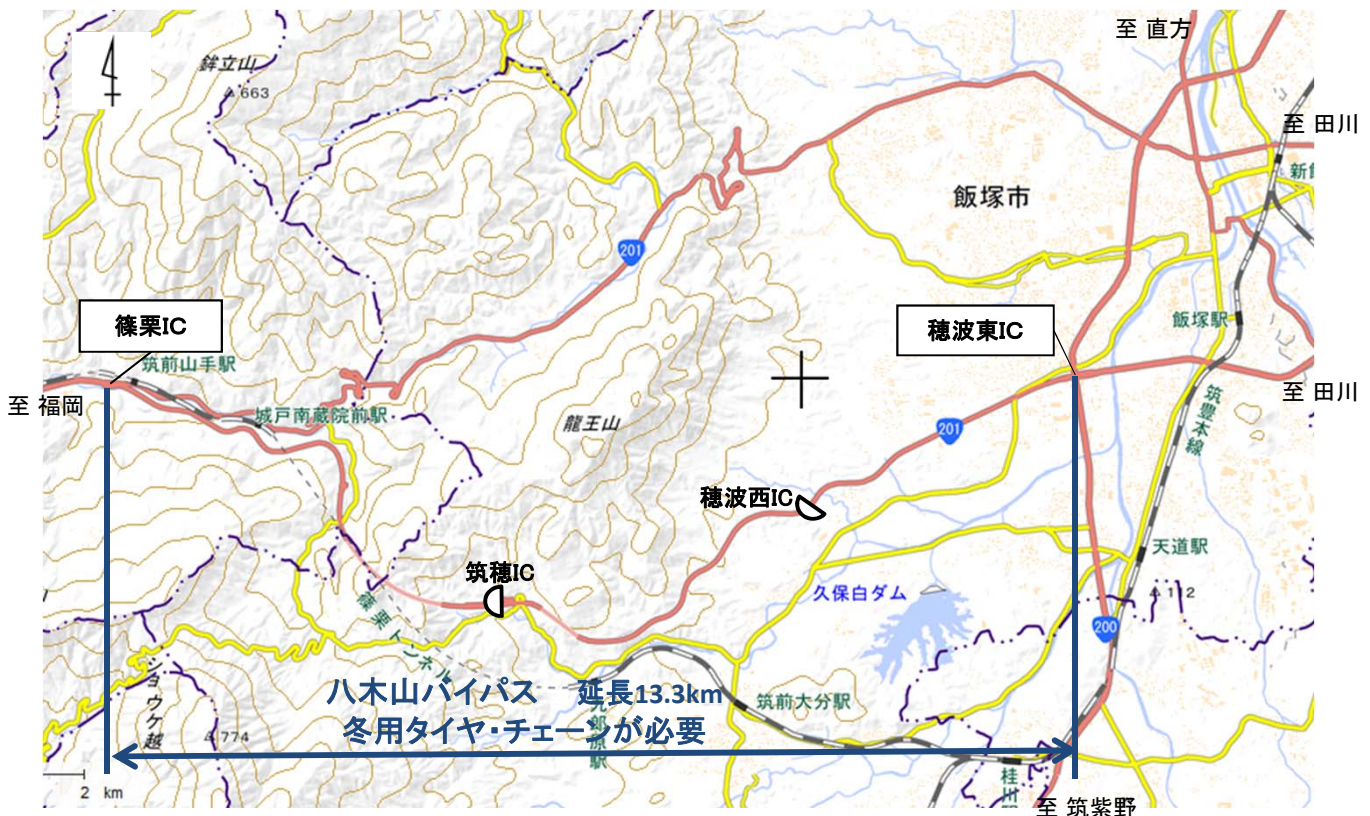 至 直方
鉾立山
663
至 田川
201
飯塚市
篠栗IC
穂波東IC
飯塚駅
筑前山手駅
至 福岡
至 田川
城戸南蔵院前駅
筑豊本線
龍王山
201
穂波西IC
天道駅
筑穂IC
久保白ダム
112
篠栗トンネル
200
ショウケ越
八木山バイパス 延長13.3km
筑前大分駅
冬用タイヤ・チェーンが必要
774
九郎原駅
2 km
至 筑紫野